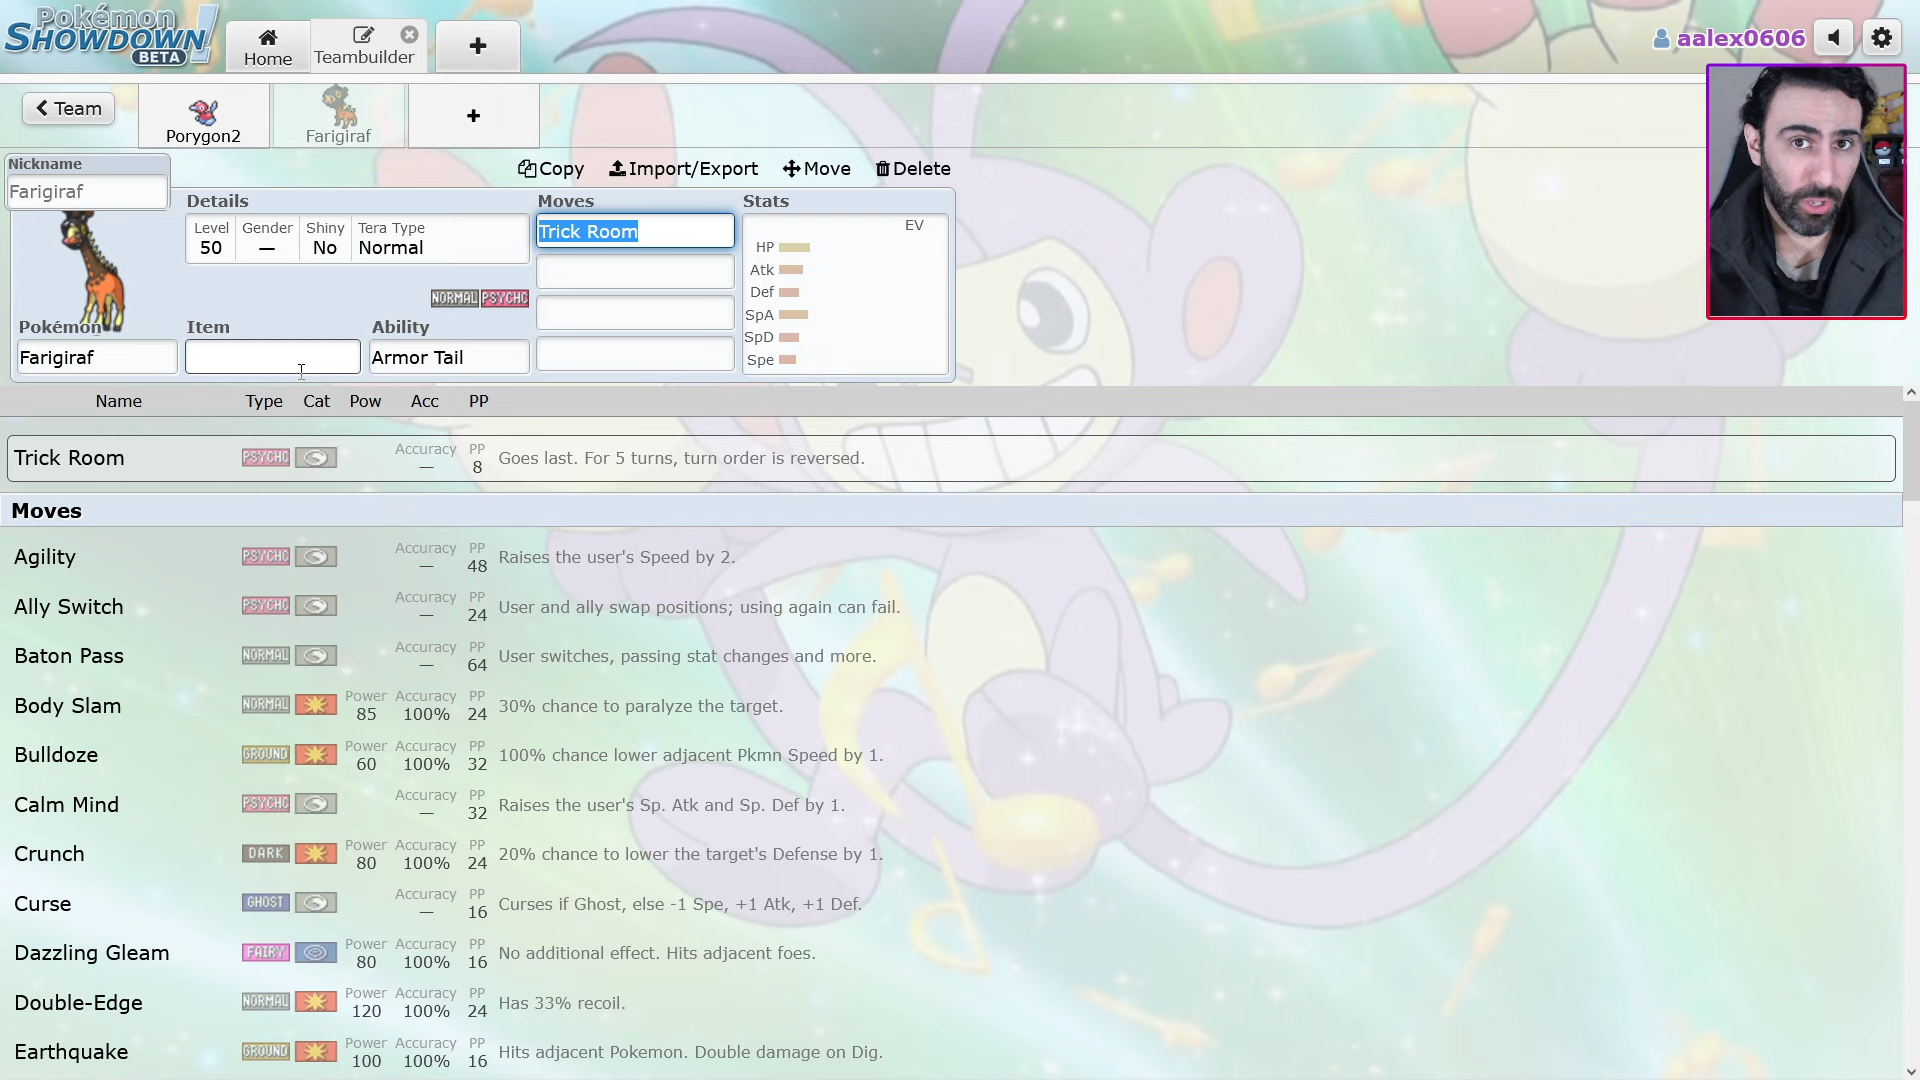 Pokémon
SHOWDOWN!
BETA
Home
Teambuilder
aalex0606
Team
Porygon2
Farigiraf
Nickname
Farigiraf
Copy
Import/Export
Move
Delete
Details
Moves
Stats
Level
Gender
Shiny
Tera Type
50
—
No
Normal
Trick Room
EV
HP
Atk
Def
SpA
SpD
Spe
NORMAL PSYCHC
Pokémon
Item
Ability
Farigiraf
Armor Tail
Name Type Cat Pow Acc PP
Trick Room PSYCHC Accuracy — PP 8 Goes last. For 5 turns, turn order is reversed.
Moves
Agility PSYCHC Accuracy — PP 48 Raises the user's Speed by 2.
Ally Switch PSYCHC Accuracy — PP 24 User and ally swap positions; using again can fail.
Baton Pass NORMAL Accuracy — PP 64 User switches, passing stat changes and more.
Body Slam NORMAL Power 85 Accuracy 100% PP 24 30% chance to paralyze the target.
Bulldoze GROUND Power 60 Accuracy 100% PP 32 100% chance lower adjacent Pkmn Speed by 1.
Calm Mind PSYCHC Accuracy — PP 32 Raises the user's Sp. Atk and Sp. Def by 1.
Crunch DARK Power 80 Accuracy 100% PP 24 20% chance to lower the target's Defense by 1.
Curse GHOST Accuracy — PP 16 Curses if Ghost, else -1 Spe, +1 Atk, +1 Def.
Dazzling Gleam FAIRY Power 80 Accuracy 100% PP 16 No additional effect. Hits adjacent foes.
Double-Edge NORMAL Power 120 Accuracy 100% PP 24 Has 33% recoil.
Earthquake GROUND Power 100 Accuracy 100% PP 16 Hits adjacent Pokemon. Double damage on Dig.